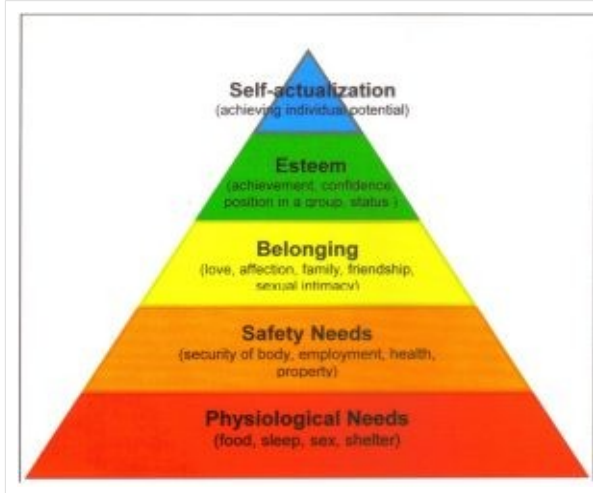 Self-actualization
(achieving individual potential)
Esteem
(achievement, confidence,
position in a group, status )
Belonging
(love, affection, family, friendship,
sexual intimacy)
Safety Needs
(security of body, employment, health,
property)
Physiological Needs
(food, sleep, sex, shelter)